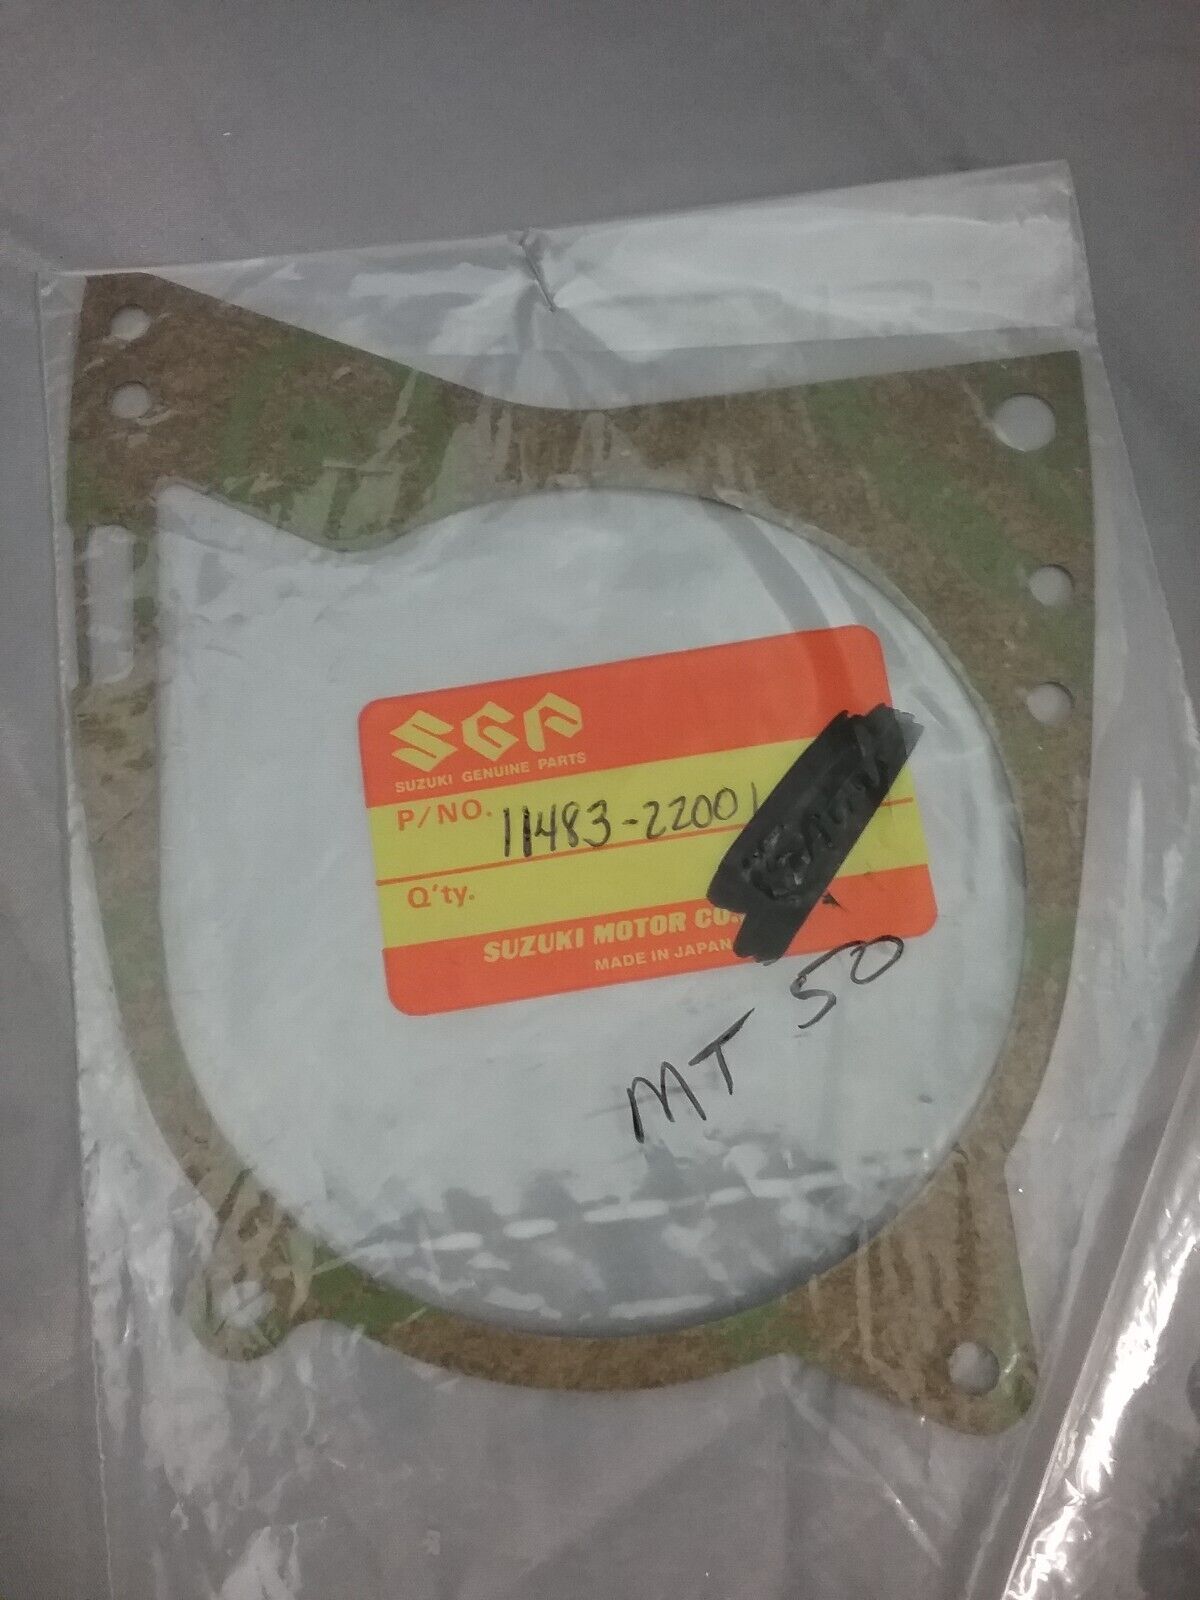 SGP
SUZUKI GENUINE PARTS
P/NO. 11483-22001
Q'ty.
SUZUKI MOTOR CO.
MADE IN JAPAN
MT 50